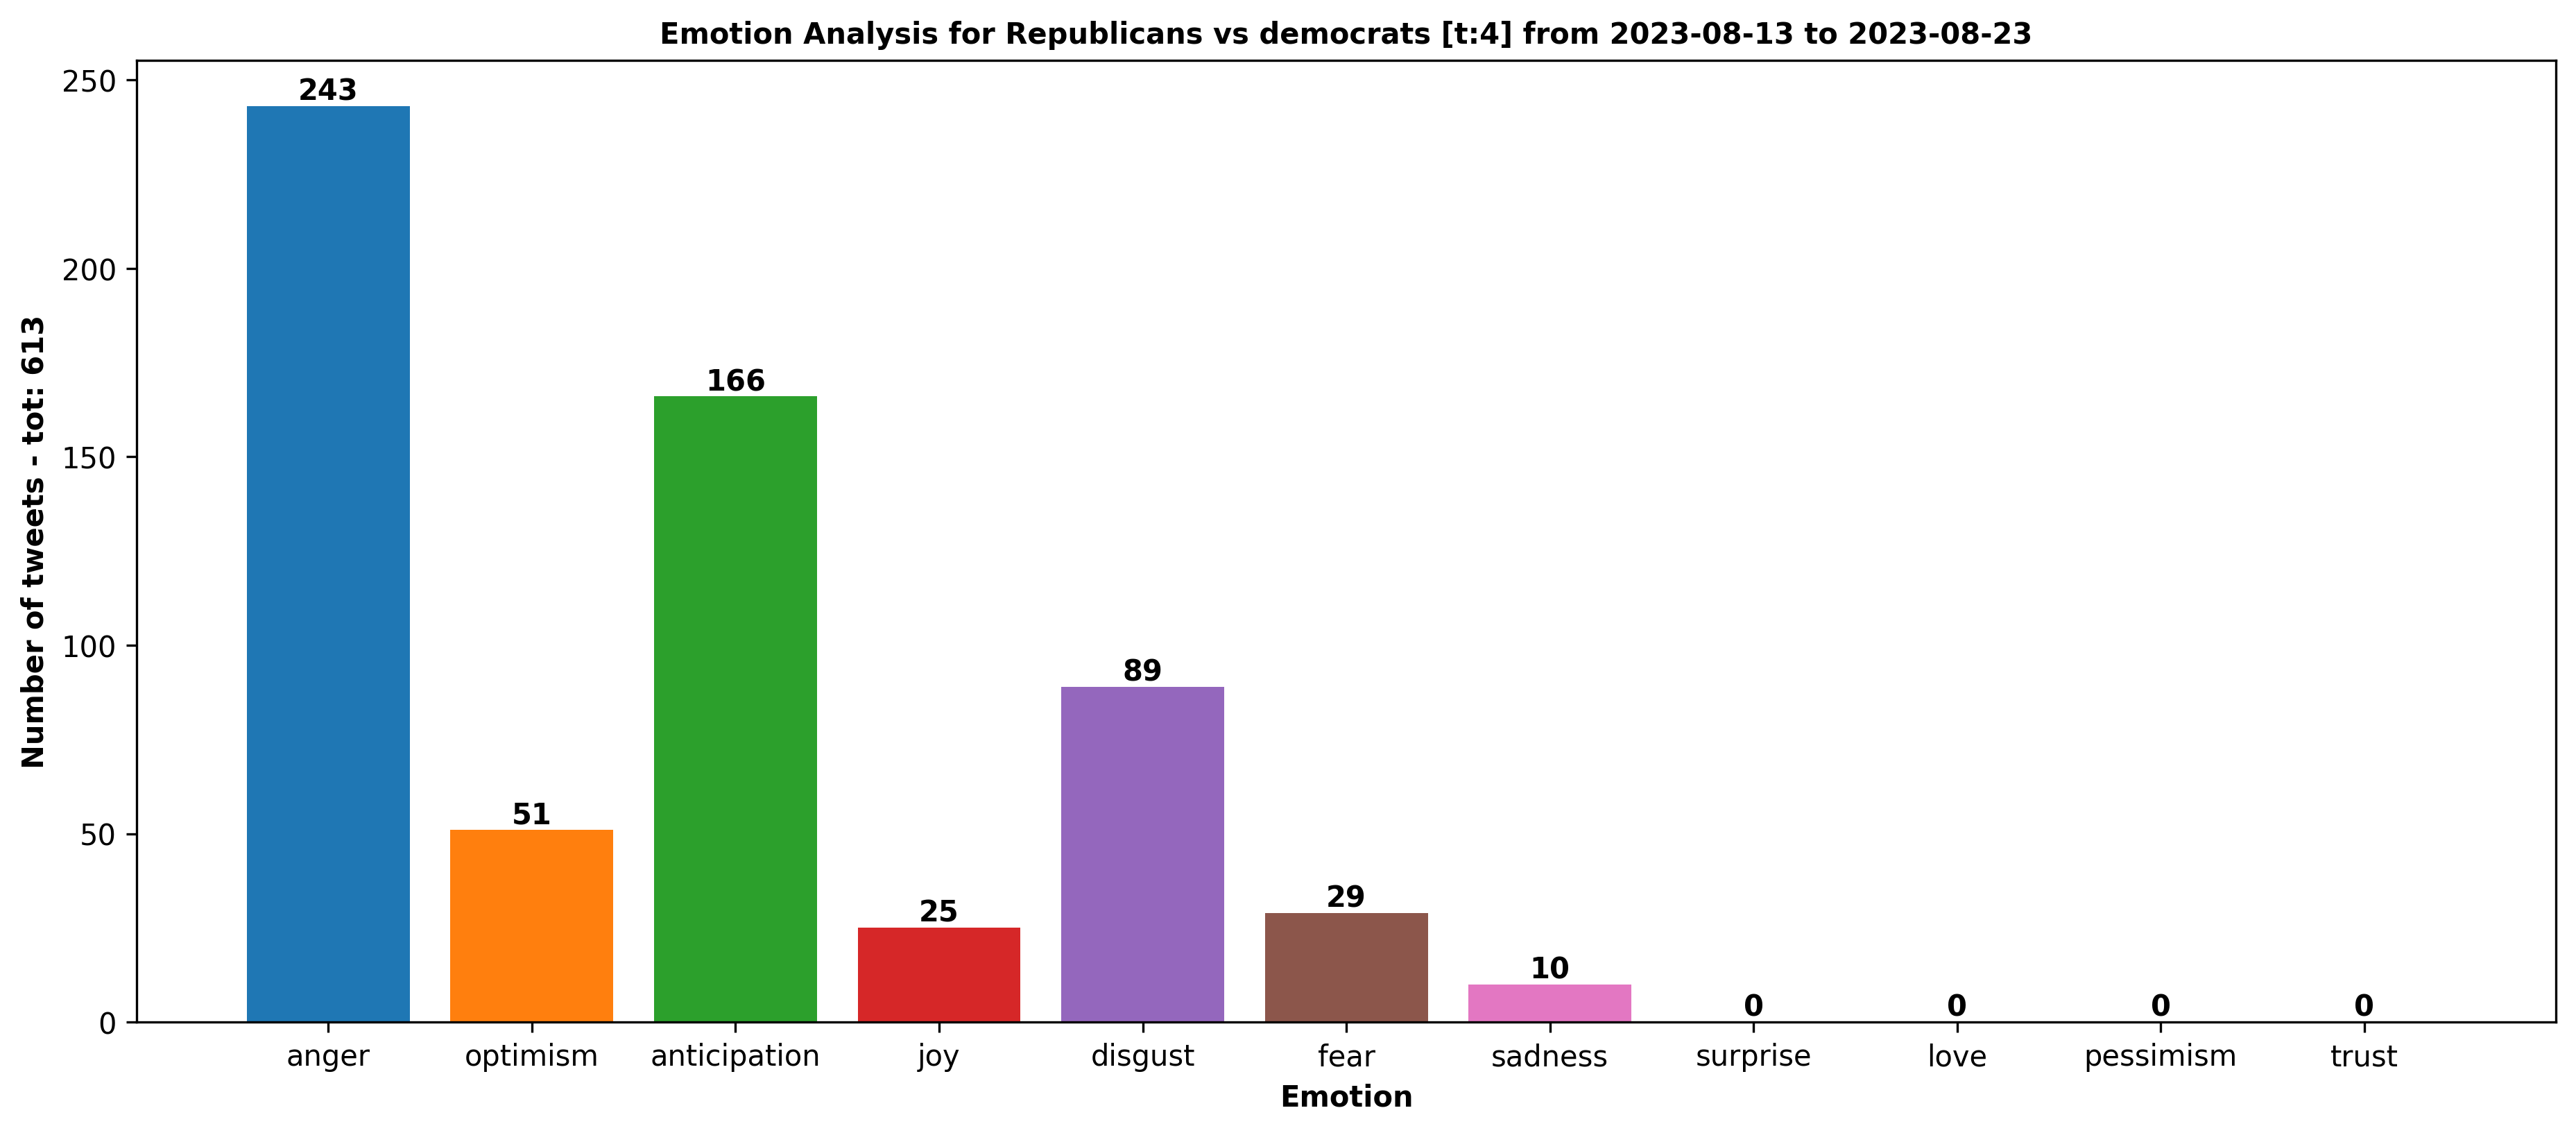 Emotion Analysis for Republicans vs democrats [t:4] from 2023-08-13 to 2023-08-23
Number of tweets - tot: 613
250
200
150
100
50
0
243
51
166
25
89
29
10
0
0
0
0
anger
optimism
anticipation
joy
disgust
fear
sadness
surprise
love
pessimism
trust
Emotion